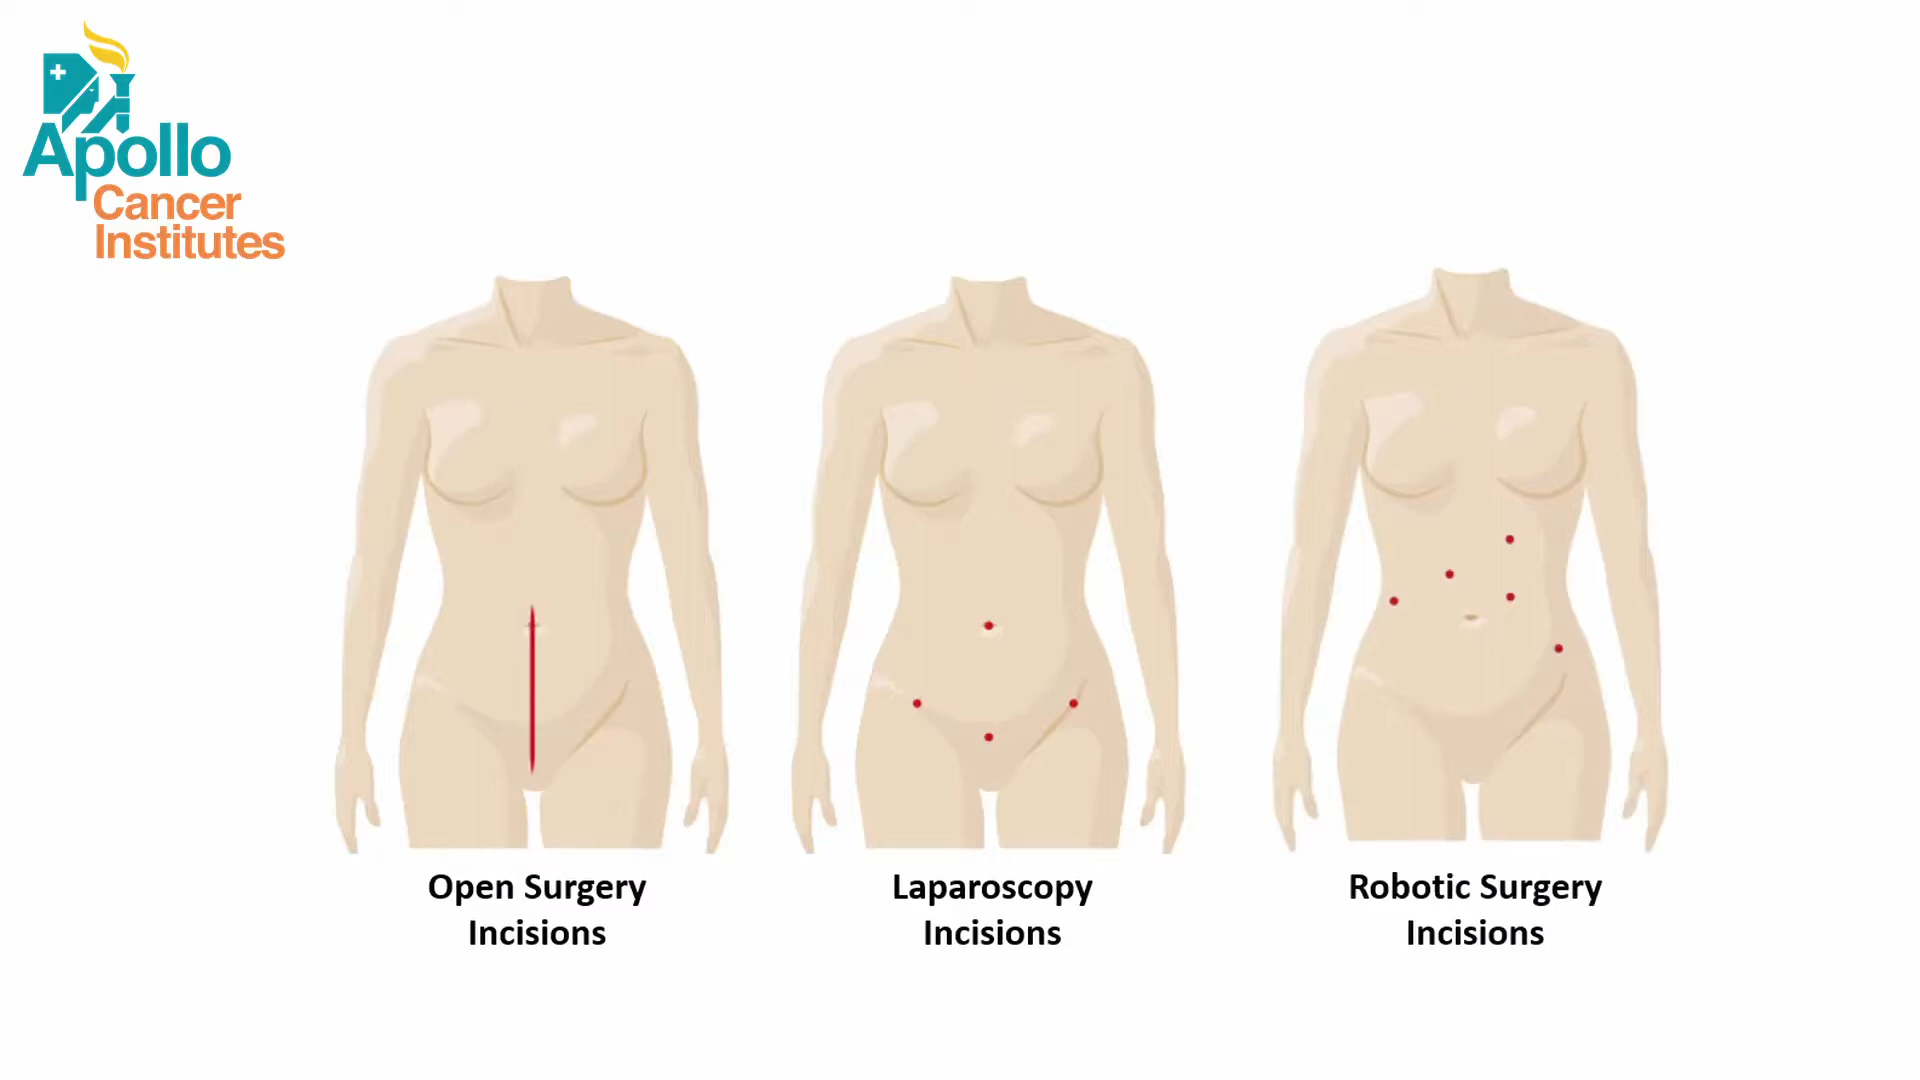 Apollo
Cancer
Institutes
Open Surgery
Incisions
Laparoscopy
Incisions
Robotic Surgery
Incisions